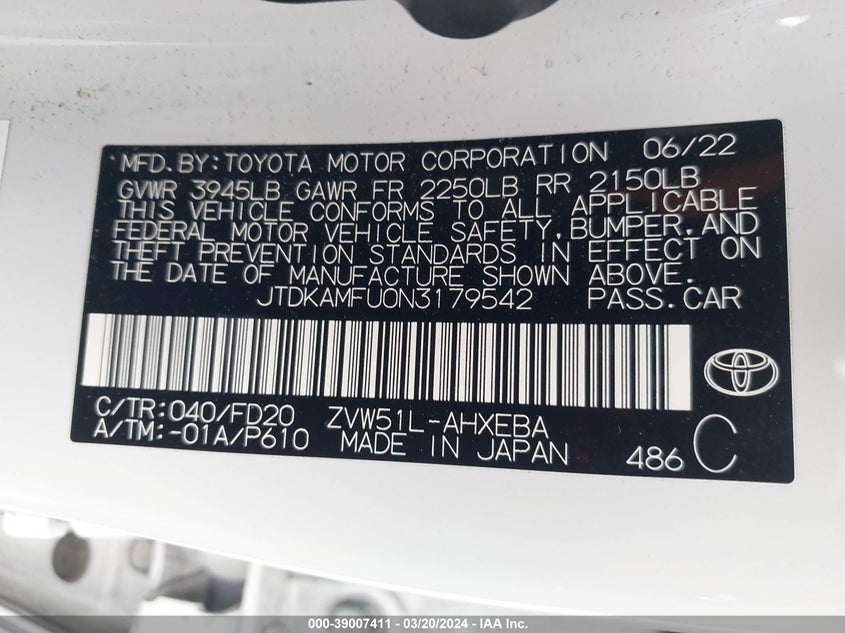 MFD.BY:TOYOTA MOTOR CORPORATION 06/22
GVWR 3945LB GAWR FR 2250LB RR 2150LB
THIS VEHICLE CONFORMS TO ALL APPLICABLE
FEDERAL MOTOR VEHICLE SAFETY,BUMPER,AND
THEFT PREVENTION STANDARDS IN EFFECT ON
THE DATE OF MANUFACTURE SHOWN ABOVE.
JTDKAMFU0N3179542 PASS.CAR
C/TR:040/FD20 ZVW51L-AHXEBA
A/TM:-01A/P610 MADE IN JAPAN 486 C
000-39007411 - 03/20/2024 - IAA Inc.